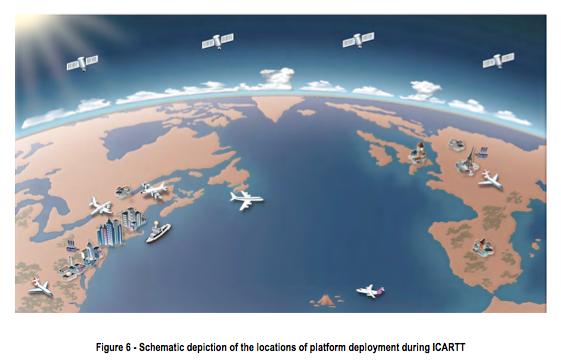 Figure 6 - Schematic depiction of the locations of platform deployment during ICARTT